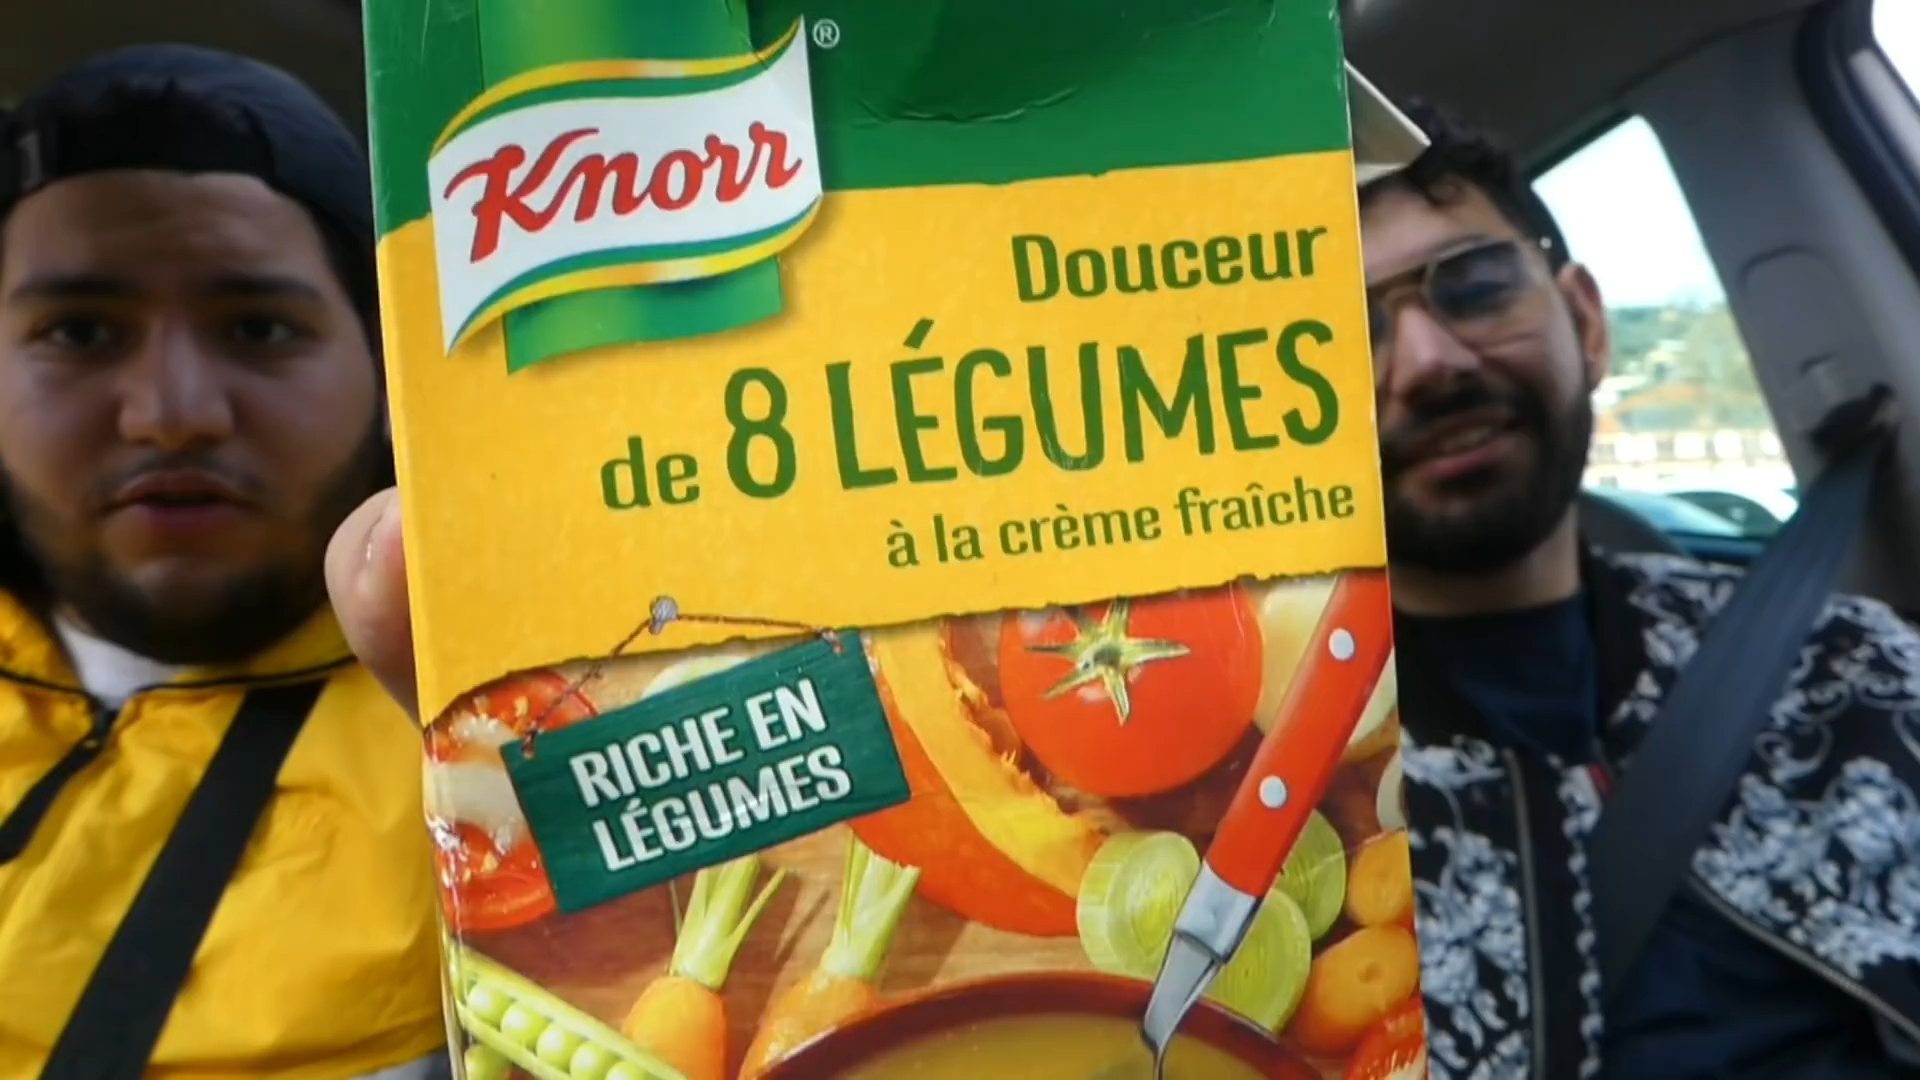 Knorr®
Douceur
de 8 LÉGUMES
à la crème fraîche
RICHE EN
LÉGUMES